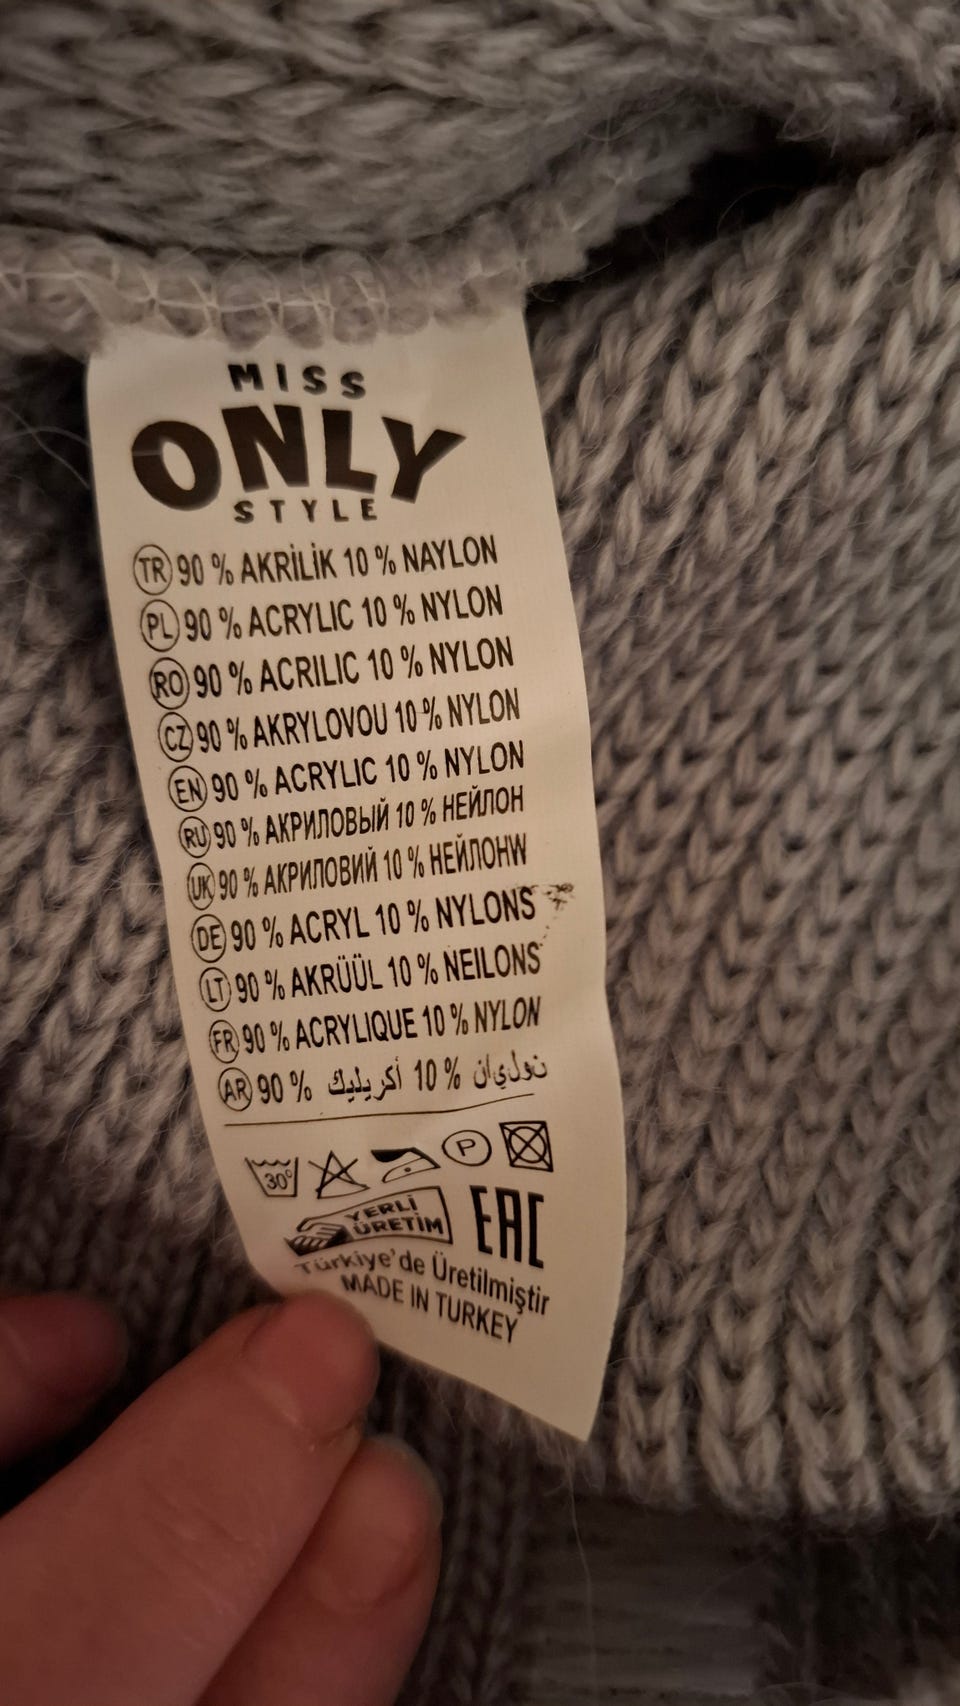 MISS
ONLY
STYLE
TR 90 % AKRİLİK 10 % NAYLON
PL 90 % ACRYLIC 10 % NYLON
RO 90 % ACRILIC 10 % NYLON
CZ 90 % AKRYLOVOU 10 % NYLON
EN 90 % ACRYLIC 10 % NYLON
RU 90 % АКРИЛОВЫЙ 10 % НЕЙЛОН
UK 90 % АКРИЛОВИЙ 10 % НЕЙЛОНW
DE 90 % ACRYL 10 % NYLONS
LT 90 % AKRÜÜL 10 % NEILONS
FR 90 % ACRYLIQUE 10 % NYLON
AR 90 % أكريليك 10 %
30°
P
YERLİ
ÜRETİM
EAC
Türkiye'de Üretilmiştir
MADE IN TURKEY